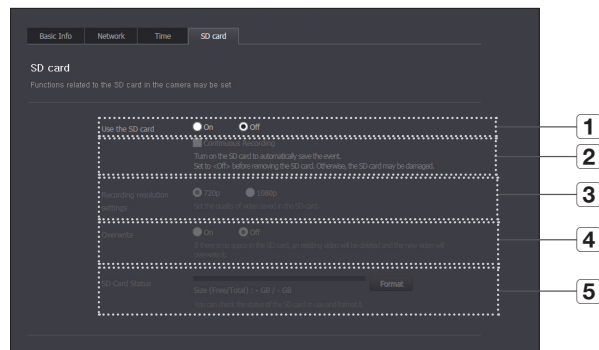 Basic Info Network Time SD card
SD card
Functions related to the SD card in the camera may be set
Use the SD card On Off 1
Continuous Recording 2
Turn on the SD card to automatically save the event.
Set to <Off> before removing the SD card. Otherwise, the SD card may be damaged.
Recording resolution settings 720p 1080p 3
Set the quality of video saved in the SD card.
Overwrite On Off 4
If there is no space in the SD card, an existing video will be deleted and the new video will
overwrite it.
SD Card Status Format 5
Size (Free/Total) : - GB / - GB
You can check the status of the SD card in use and format it.